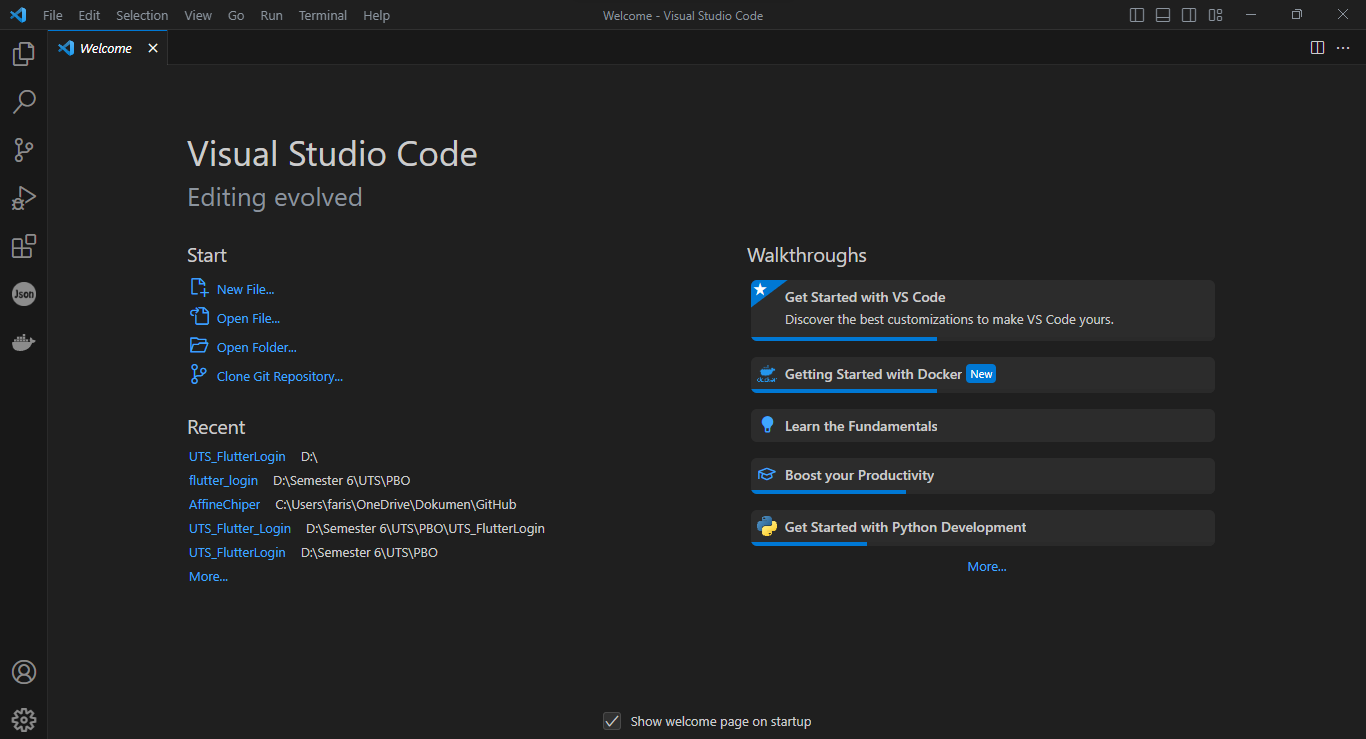 File Edit Selection View Go Run Terminal Help
Welcome - Visual Studio Code
Welcome
Visual Studio Code
Editing evolved
Start
New File...
Open File...
Open Folder...
Clone Git Repository...
Recent
UTS_FlutterLogin D:\
flutter_login D:\Semester 6\UTS\PBO
AffineChiper C:\Users\faris\OneDrive\Dokumen\GitHub
UTS_Flutter_Login D:\Semester 6\UTS\PBO\UTS_FlutterLogin
UTS_FlutterLogin D:\Semester 6\UTS\PBO
More...
Walkthroughs
Get Started with VS Code
Discover the best customizations to make VS Code yours.
docker
Getting Started with Docker New
Learn the Fundamentals
Boost your Productivity
Get Started with Python Development
More...
Json
Show welcome page on startup